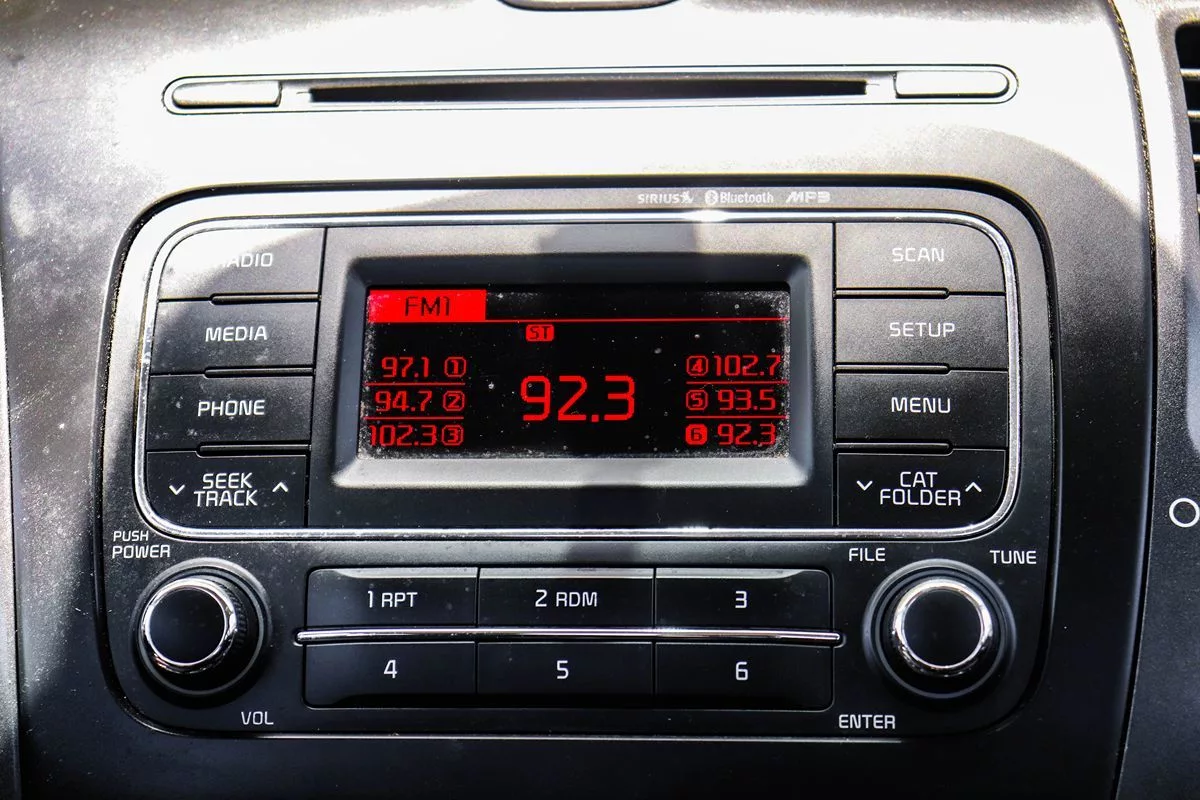 SIRIUS Bluetooth MP3
RADIO
MEDIA
PHONE
SEEK
TRACK
FM1
ST
97.1 1
94.7 2
102.3 3
92.3
4 102.7
5 93.5
6 92.3
SCAN
SETUP
MENU
CAT
FOLDER
PUSH
POWER
VOL
1 RPT
2 RDM
3
4
5
6
FILE
TUNE
ENTER